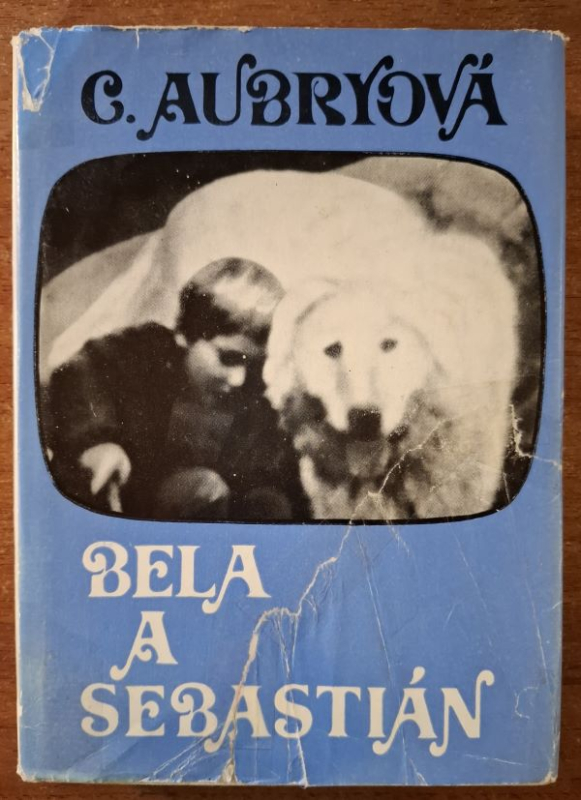 C. AUBRYOVÁ
BELA
A
SEBASTIÁN